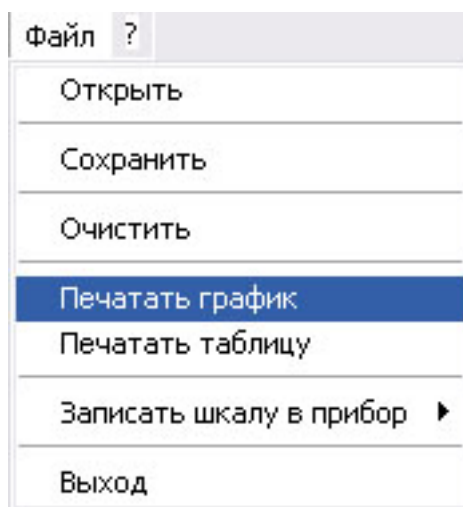 Файл ?
Открыть
Сохранить
Очистить
Печатать график
Печатать таблицу
Записать шкалу в прибор
Выход